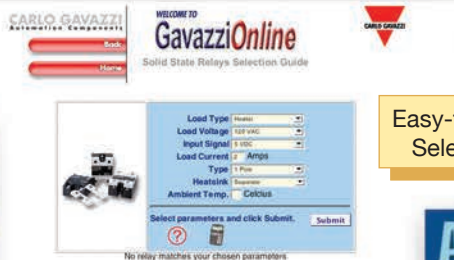 CARLO GAVAZZI
Automation Components
Back
Home
WELCOME TO
GavazziOnline
Solid State Relays Selection Guide
CARLO GAVAZZI
Load Type Heater
Load Voltage 120 VAC
Input Signal 5 VDC
Load Current 2 Amps
Type 1 Pole
Heatsink Separate
Ambient Temp. Celcius
Select parameters and click Submit.
Submit
?
No relay matches your chosen parameters
Easy-
Sele